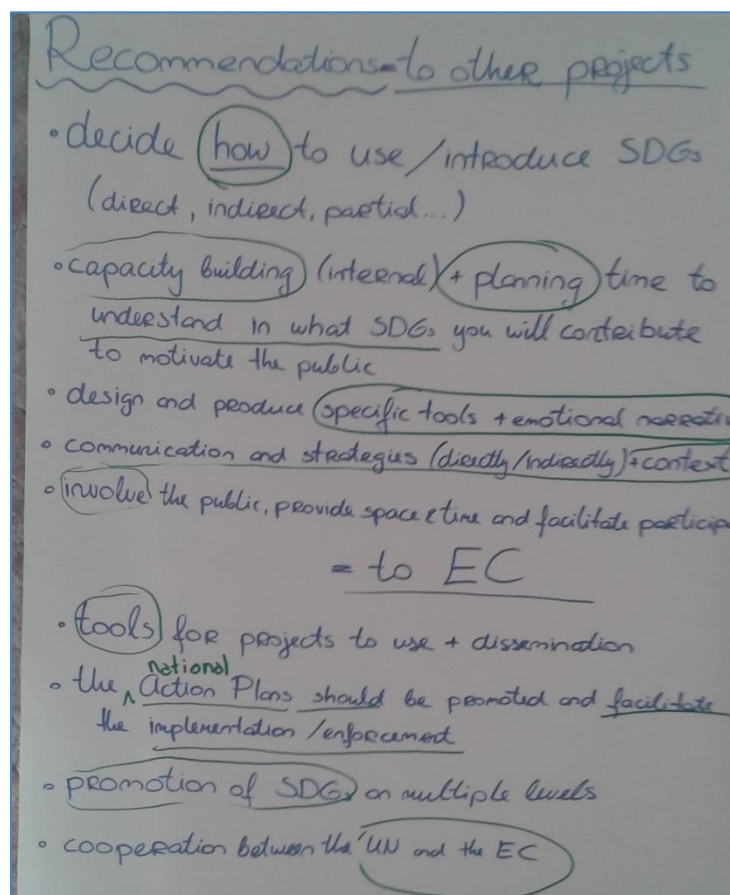 Recommendations - to other projects
• decide how to use / introduce SDGs
(direct, indirect, partial....)
• capacity building (internal) + planning time to
understand in what SDGs you will contribute
to motivate the public
• design and produce specific tools + emotional narrati
• communication and strategies (directly/indirectly) + context
• involve the public, provide space & time and facilitate particip
- to EC
• tools for projects to use + dissemination
• the national Action Plans should be promoted and facilitate
the implementation / enforcement
• promotion of SDGs on multiple levels
• cooperation between the UN and the EC